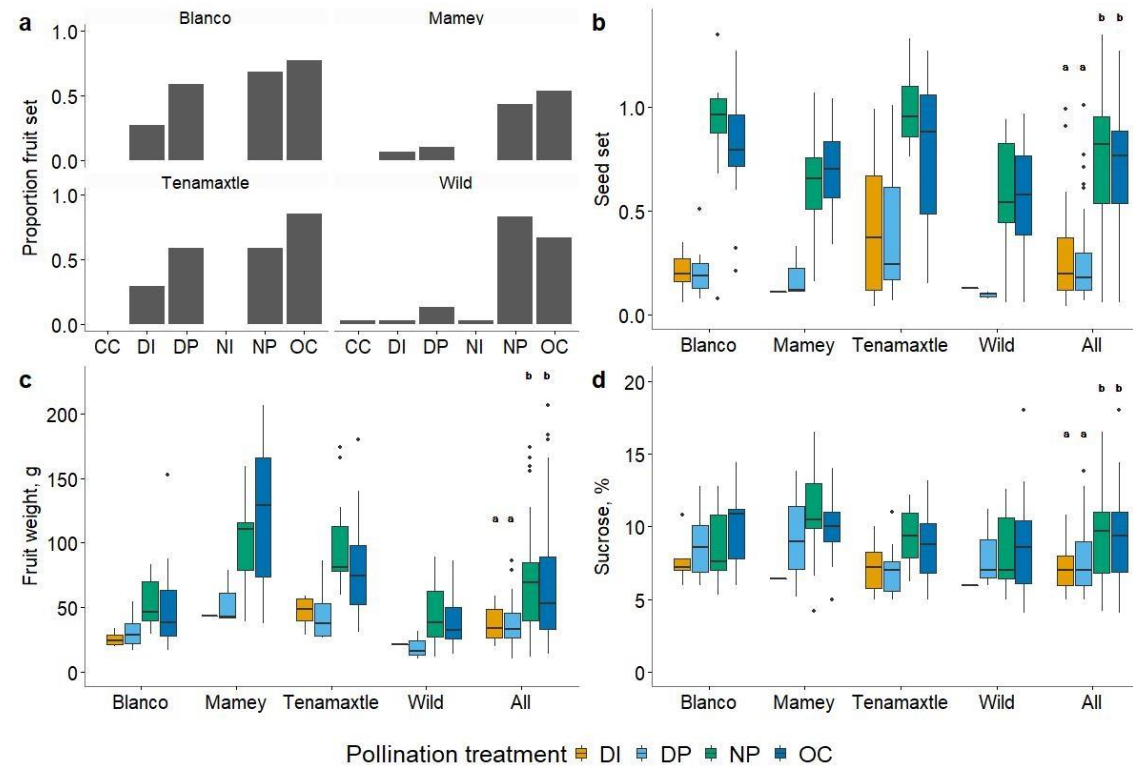 a
Blanco
Mamey
1.0
0.5
0.0
Proportion fruit set
Tenamaxtle
Wild
1.0
0.5
0.0
CC DI DP NI NP OC CC DI DP NI NP OC
b
b b
a a
1.0
0.5
0.0
Seed set
Blanco Mamey Tenamaxtle Wild All
c
b b
a a
200
150
100
50
0
Fruit weight, g
Blanco Mamey Tenamaxtle Wild All
d
b b
a a
20
15
10
5
0
Sucrose, %
Blanco Mamey Tenamaxtle Wild All
Pollination treatment DI DP NP OC